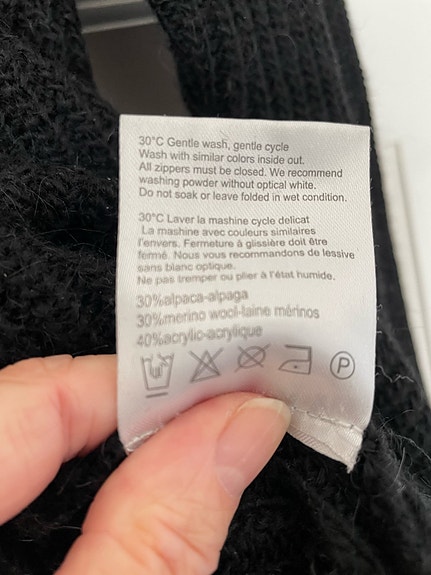 30°C Gentle wash, gentle cycle
Wash with similar colors inside out.
All zippers must be closed. We recommend
washing powder without optical white.
Do not soak or leave folded in wet condition.
30°C Laver la mashine cycle delicat
La machine avec couleurs similaires
l'envers. Fermeture à glissière doit être
fermé. Nous vous recommandons de lessive
sans blanc optique.
Ne pas tremper ou plier à l'état humide.
30%alpaca-alpaga
30%merino wool-laine mérinos
40%acrylic-acrylique
P